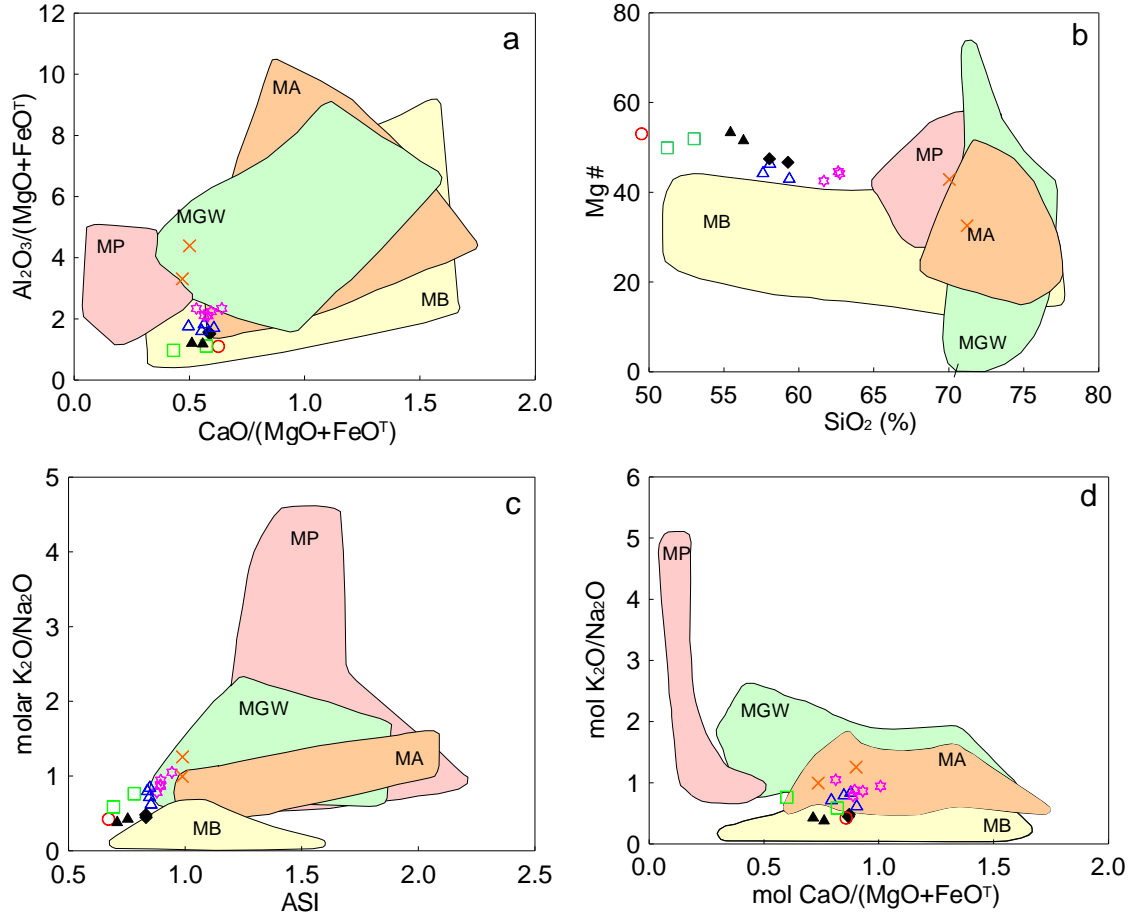 a
12
10
8
6
4
2
0
Al₂O₃/(MgO+FeOᵀ)
MA
MGW
MP
MB
0.0 0.5 1.0 1.5 2.0
CaO/(MgO+FeOᵀ)
b
80
60
40
20
0
Mg#
MP
MB
MA
MGW
50 55 60 65 70 75 80
SiO₂ (%)
c
5
4
3
2
1
0
molar K₂O/Na₂O
MP
MGW
MA
MB
0.5 1.0 1.5 2.0 2.5
ASI
d
6
5
4
3
2
1
0
mol K₂O/Na₂O
MP
MGW
MA
MB
0.0 0.5 1.0 1.5 2.0
mol CaO/(MgO+FeOᵀ)